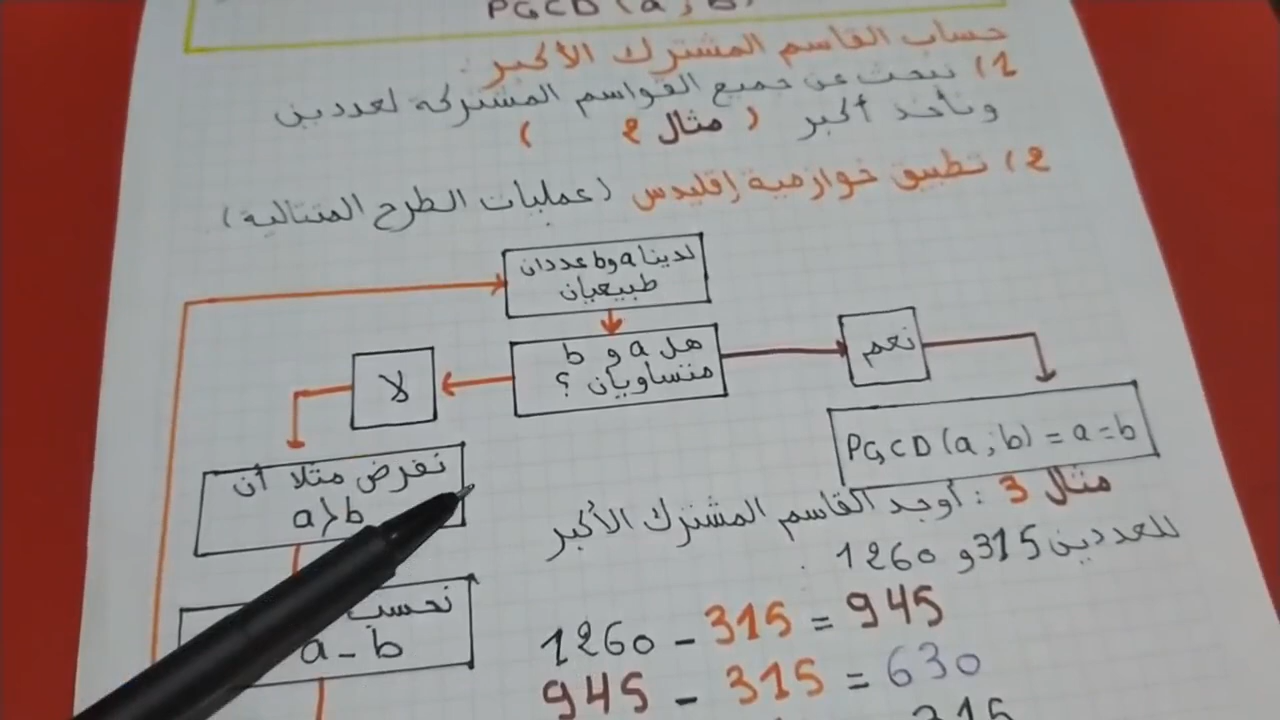 PGCD (a ; b)
حساب القاسم المشترك الأكبر :
1) نبحث عن جميع القواسم المشتركة لعددين
ونأخذ أكبر ( مثال 2 )
2) تطبيق خوارزمية إقليدس (عمليات الطرح المتتالية)
لدينا a و b عددان
طبيعيان
هل a و b
متساويان ؟
نعم
لا
PGCD (a ; b) = a = b
نفرض مثلا أن
a > b
نحسب
a - b
مثال 3 : أوجد القاسم المشترك الأكبر
للعددين 315 و 1260 .
1260 - 315 = 945
945 - 315 = 630
315